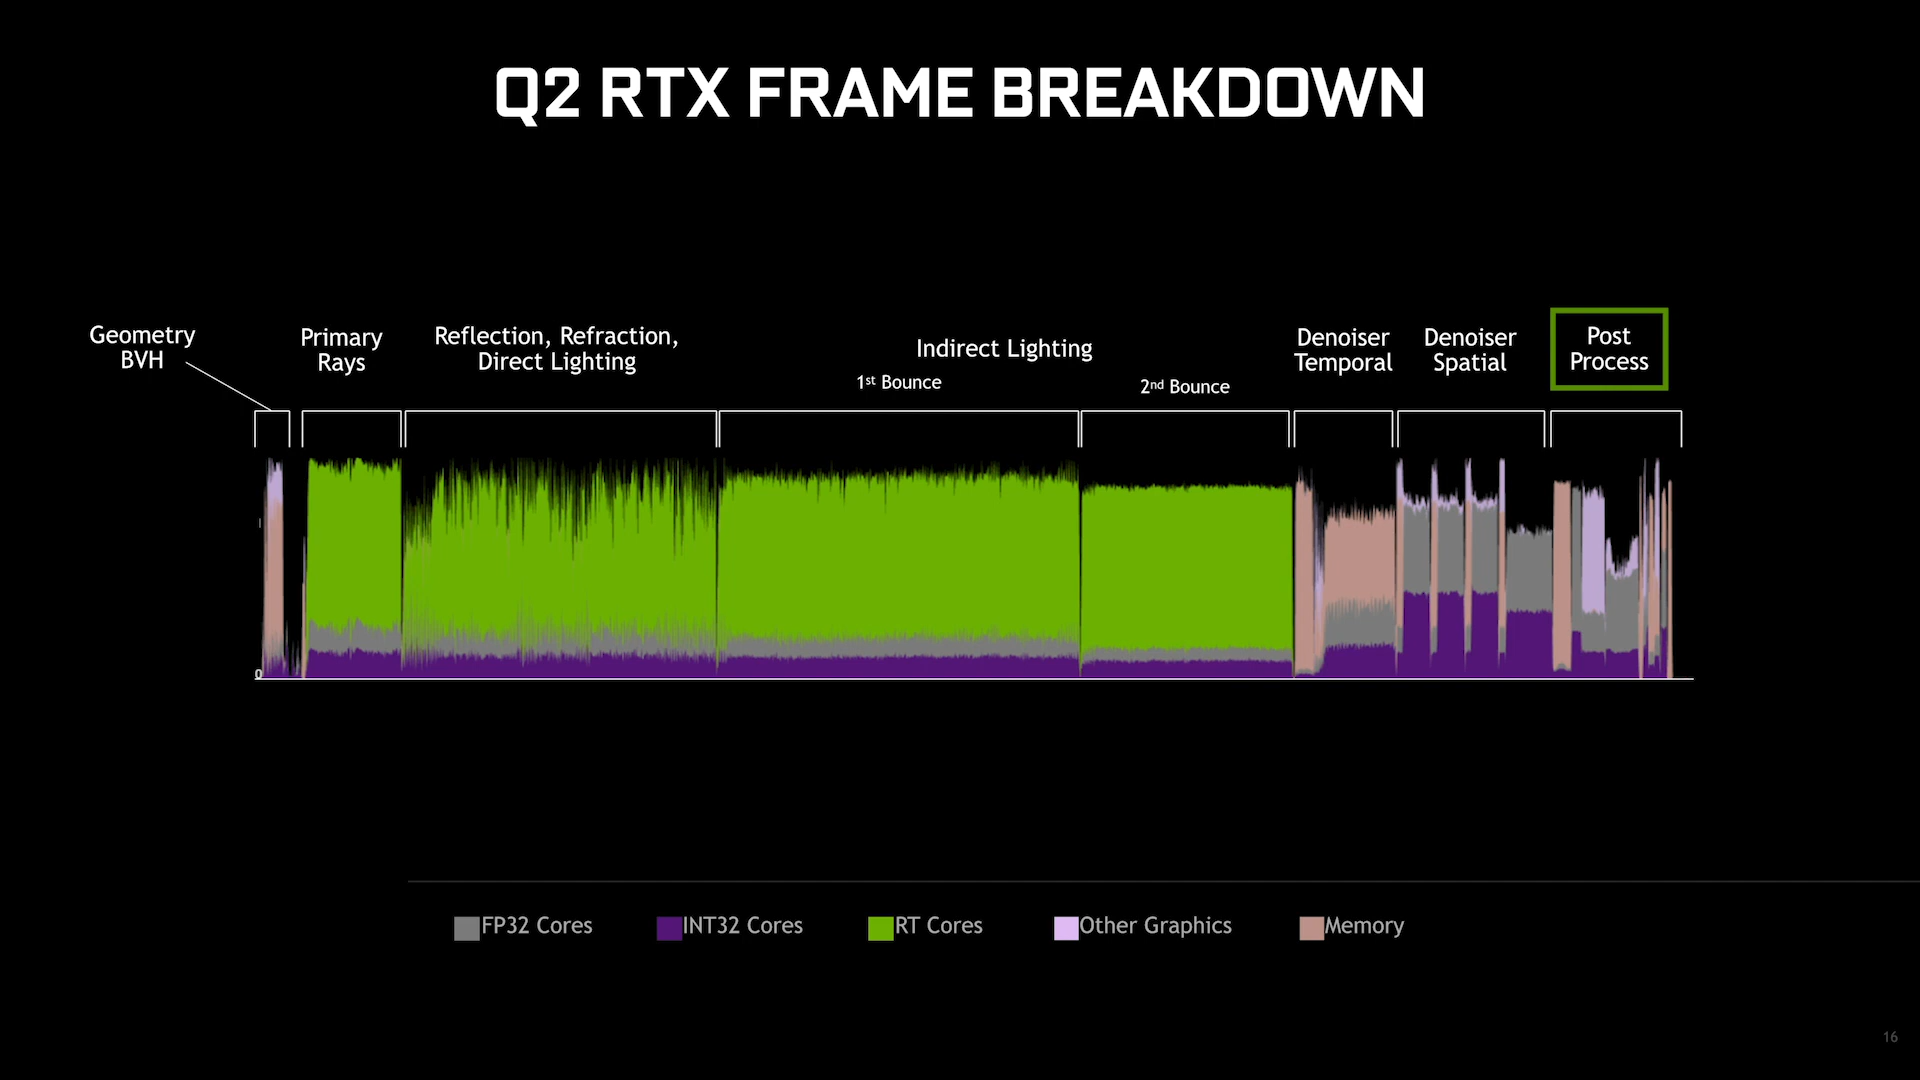 Q2 RTX FRAME BREAKDOWN
Geometry
BVH
Primary
Rays
Reflection, Refraction,
Direct Lighting
Indirect Lighting
1st Bounce
2nd Bounce
Denoiser
Temporal
Denoiser
Spatial
Post
Process
0
FP32 Cores
INT32 Cores
RT Cores
Other Graphics
Memory
16